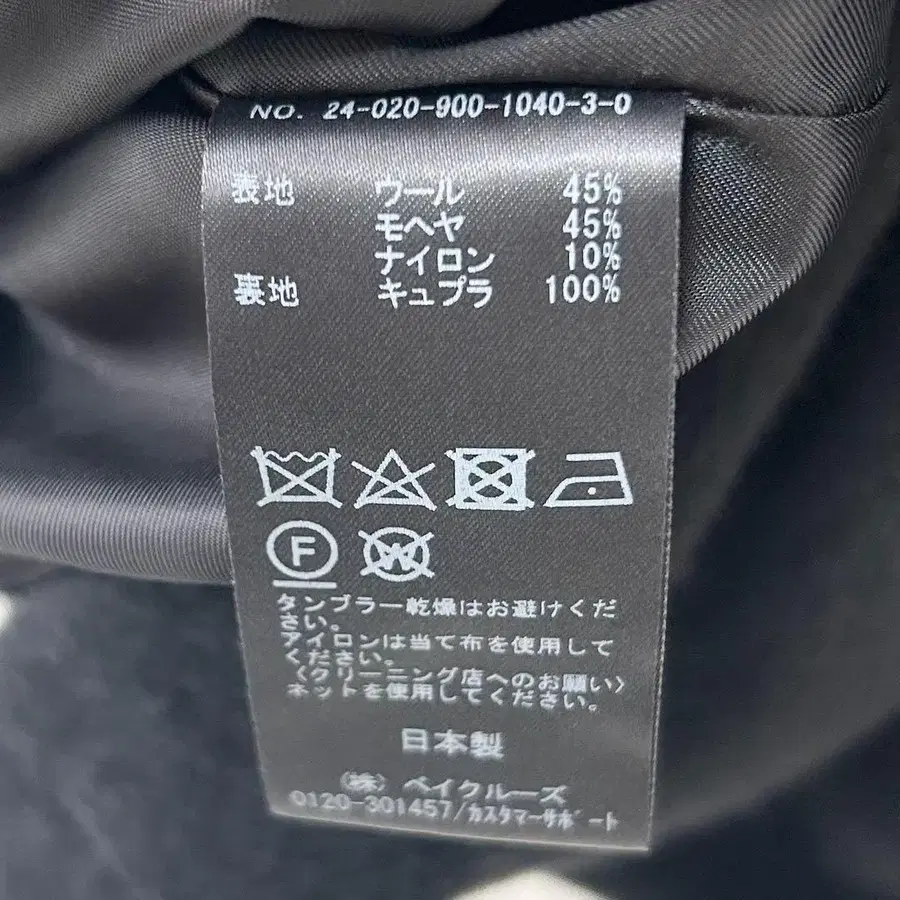 NO. 24-020-900-1040-3-0
表地 ウール 45%
モヘヤ 45%
ナイロン 10%
裏地 キュプラ 100%
F
W
タンブラー乾燥はお避けくだ
さい。
アイロンは当て布を使用して
ください。
〈クリーニング店へのお願い〉
ネットを使用してください。
日本製
(株) ベイクルーズ
0120-301457/カスタマーサポート